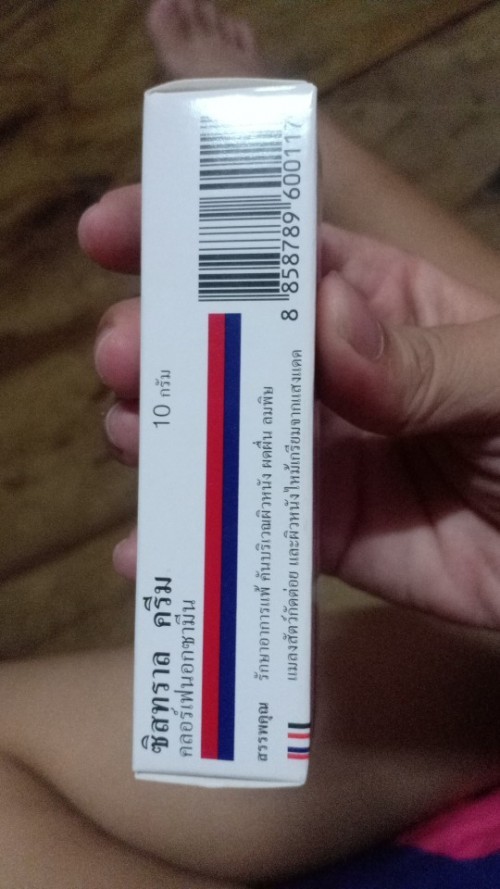 ซิสทราล ครีม
คลอร์เฟนอกซามีน
10 กรัม
สรรพคุณ รักษาอาการแพ้ คันบริเวณผิวหนัง ผดผื่น ลมพิษ
แมลงสัตว์กัดต่อย และผิวหนังไหม้เกรียมจากแสงแดด
8 858789 600117